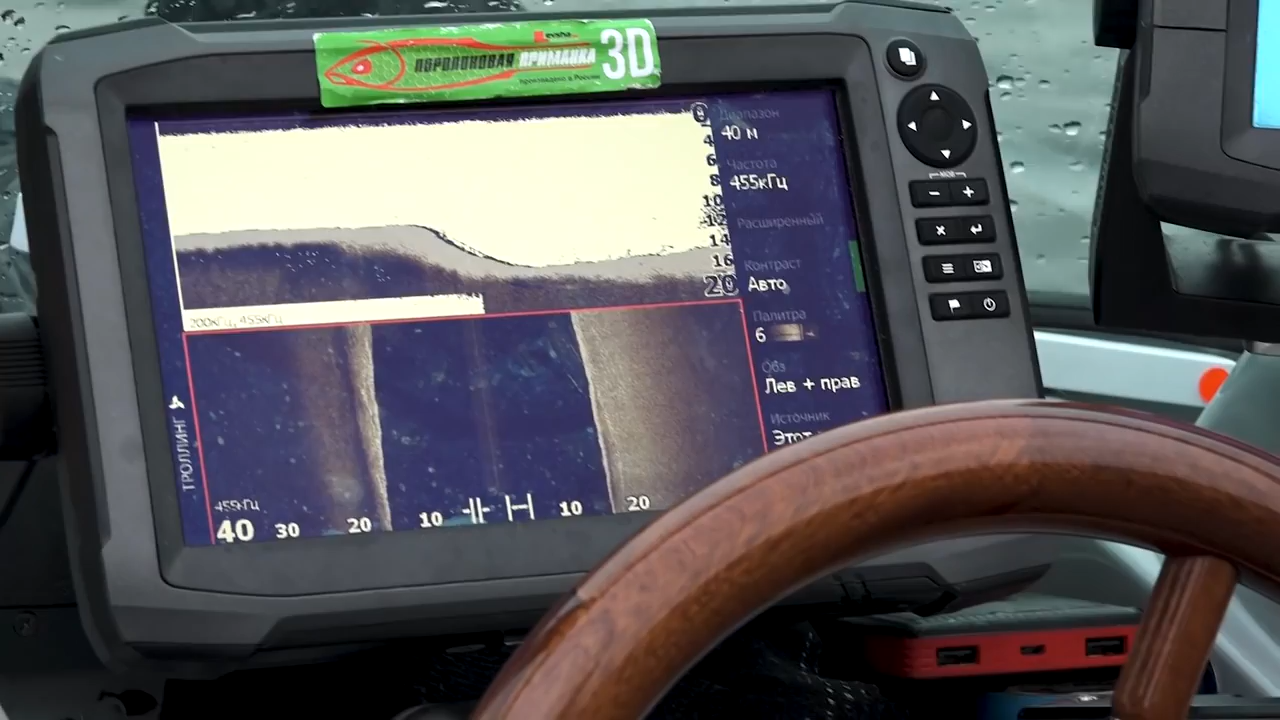 ПОРОЛОНОВАЯ ПРИМАНКА 3D
произведено в России
Диапазон
40 м
Частота
455кГц
Расширенный
Контраст
Авто
Палитра
6
Обз
Лев + прав
Источник
Этот
0
4
6
8
10
12
14
16
20
200кГц, 455кГц
ТРОЛЛИНГ
455кГц
40 30 20 10 10 20